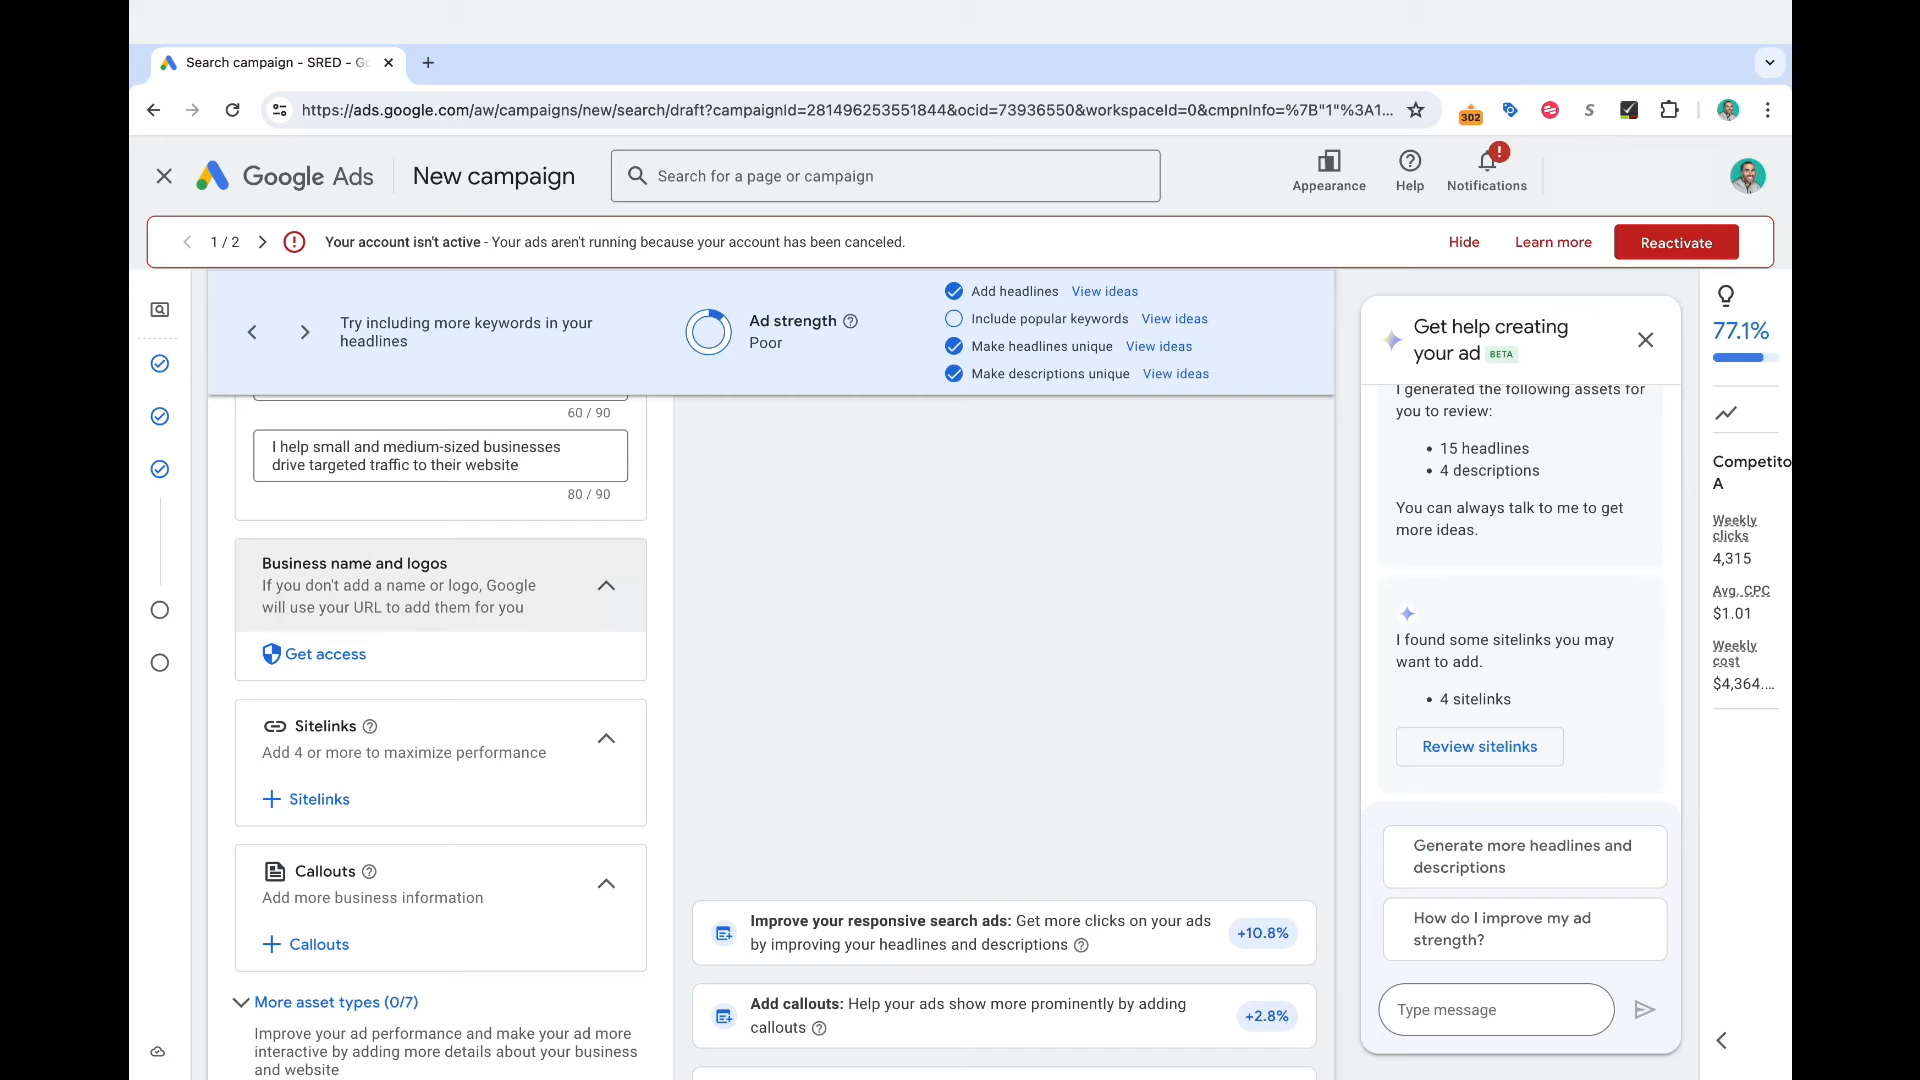 Search campaign - SRED - Go
https://ads.google.com/aw/campaigns/new/search/draft?campaignId=281496253551844&ocid=73936550&workspaceId=0&cmpnInfo=%7B"1"%3A1...
302
Google Ads
New campaign
Search for a page or campaign
Appearance
Help
!
Notifications
1 / 2
Your account isn't active - Your ads aren't running because your account has been canceled.
Hide
Learn more
Reactivate
Try including more keywords in your
headlines
Ad strength
Poor
Add headlines View ideas
Include popular keywords View ideas
Make headlines unique View ideas
Make descriptions unique View ideas
60 / 90
I help small and medium-sized businesses
drive targeted traffic to their website
80 / 90
Business name and logos
If you don't add a name or logo, Google
will use your URL to add them for you
Get access
Sitelinks
Add 4 or more to maximize performance
Sitelinks
Callouts
Add more business information
Callouts
More asset types (0/7)
Improve your ad performance and make your ad more
interactive by adding more details about your business
and website
Improve your responsive search ads: Get more clicks on your ads
by improving your headlines and descriptions
+10.8%
Add callouts: Help your ads show more prominently by adding
callouts
+2.8%
Get help creating
your ad BETA
I generated the following assets for
you to review:
• 15 headlines
• 4 descriptions
You can always talk to me to get
more ideas.
I found some sitelinks you may
want to add.
• 4 sitelinks
Review sitelinks
Generate more headlines and
descriptions
How do I improve my ad
strength?
Type message
77.1%
Competito
A
Weekly
clicks
4,315
Avg. CPC
$1.01
Weekly
cost
$4,364....